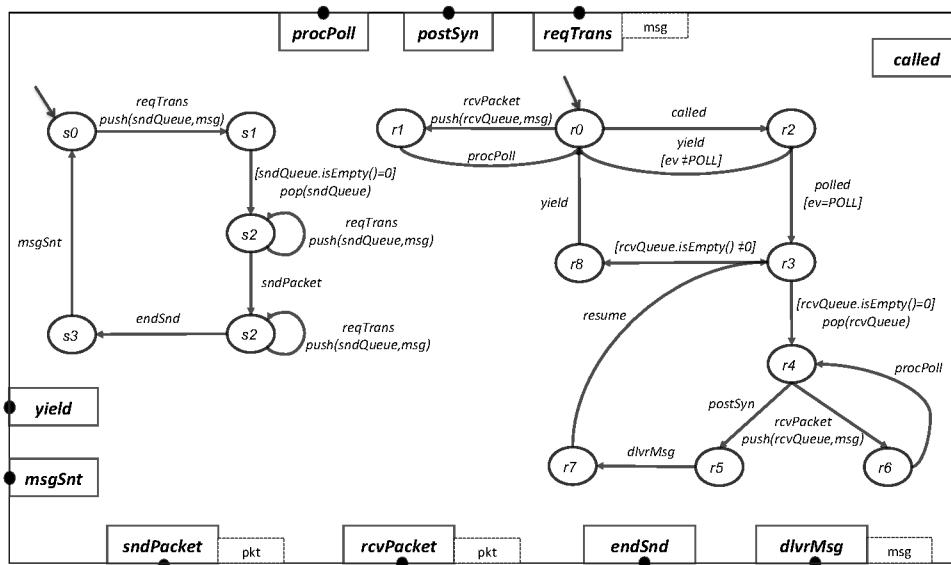 procPoll
postSyn
reqTrans
msg
called
reqTrans
push(sndQueue,msg)
s0
s1
[sndQueue.isEmpty()=0]
pop(sndQueue)
s2
reqTrans
push(sndQueue,msg)
msgSnt
sndPacket
endSnd
s3
s2
reqTrans
push(sndQueue,msg)
rcvPacket
push(rcvQueue,msg)
r1
r0
called
r2
procPoll
yield
[ev ‡POLL]
polled
[ev=POLL]
yield
r8
[rcvQueue.isEmpty() ‡0]
r3
resume
[rcvQueue.isEmpty()=0]
pop(rcvQueue)
r4
procPoll
postSyn
rcvPacket
push(rcvQueue,msg)
r7
dlvrMsg
r5
r6
yield
msgSnt
sndPacket
pkt
rcvPacket
pkt
endSnd
dlvrMsg
msg